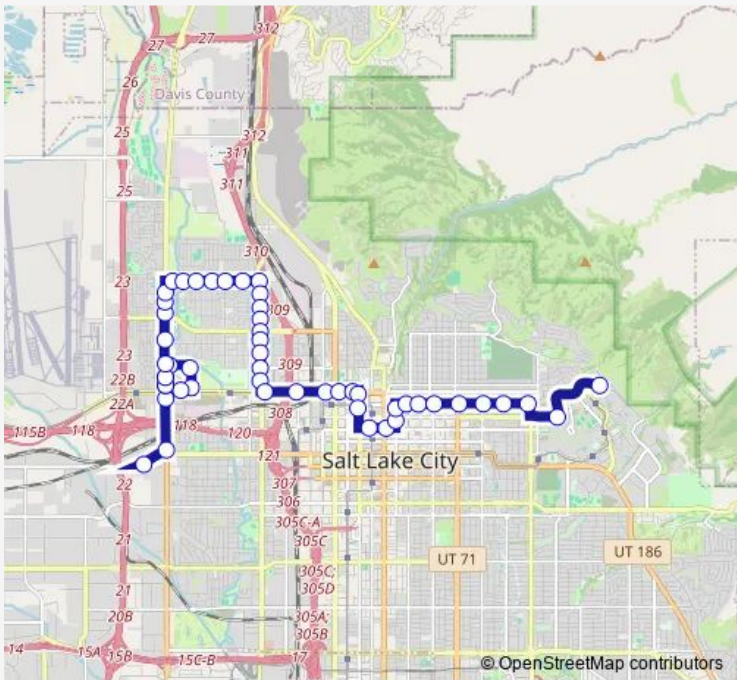 312
27
27
26
Davis County
25
312
311
311
25
310
23
309
23
309
22B
22A
308
115B
118
118
120
Salt Lake City
121
22
307
306
305C-A
21
305C
UT 71
UT 186
305C;
305D
21
20B
305A;
305B
14
15A
15B
15C-B
17
© OpenStreetMap contributors